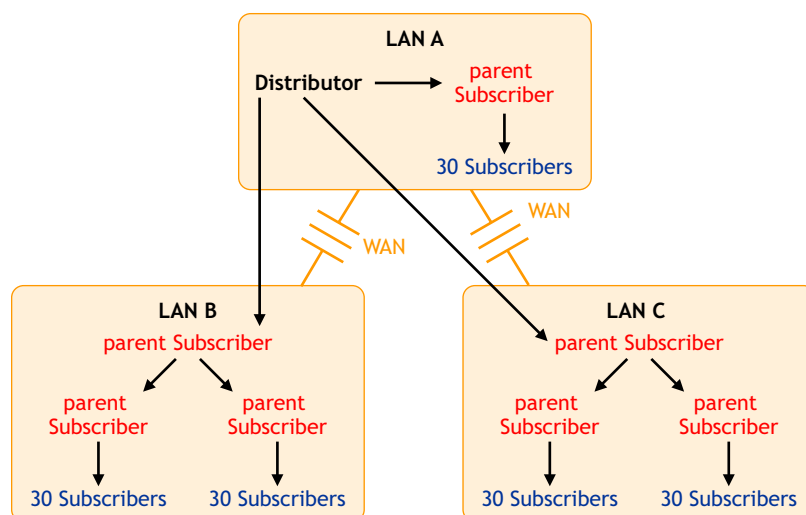 LAN A
Distributor
parent
Subscriber
30 Subscribers
WAN
WAN
LAN B
parent Subscriber
parent
Subscriber
parent
Subscriber
30 Subscribers
30 Subscribers
LAN C
parent Subscriber
parent
Subscriber
parent
Subscriber
30 Subscribers
30 Subscribers